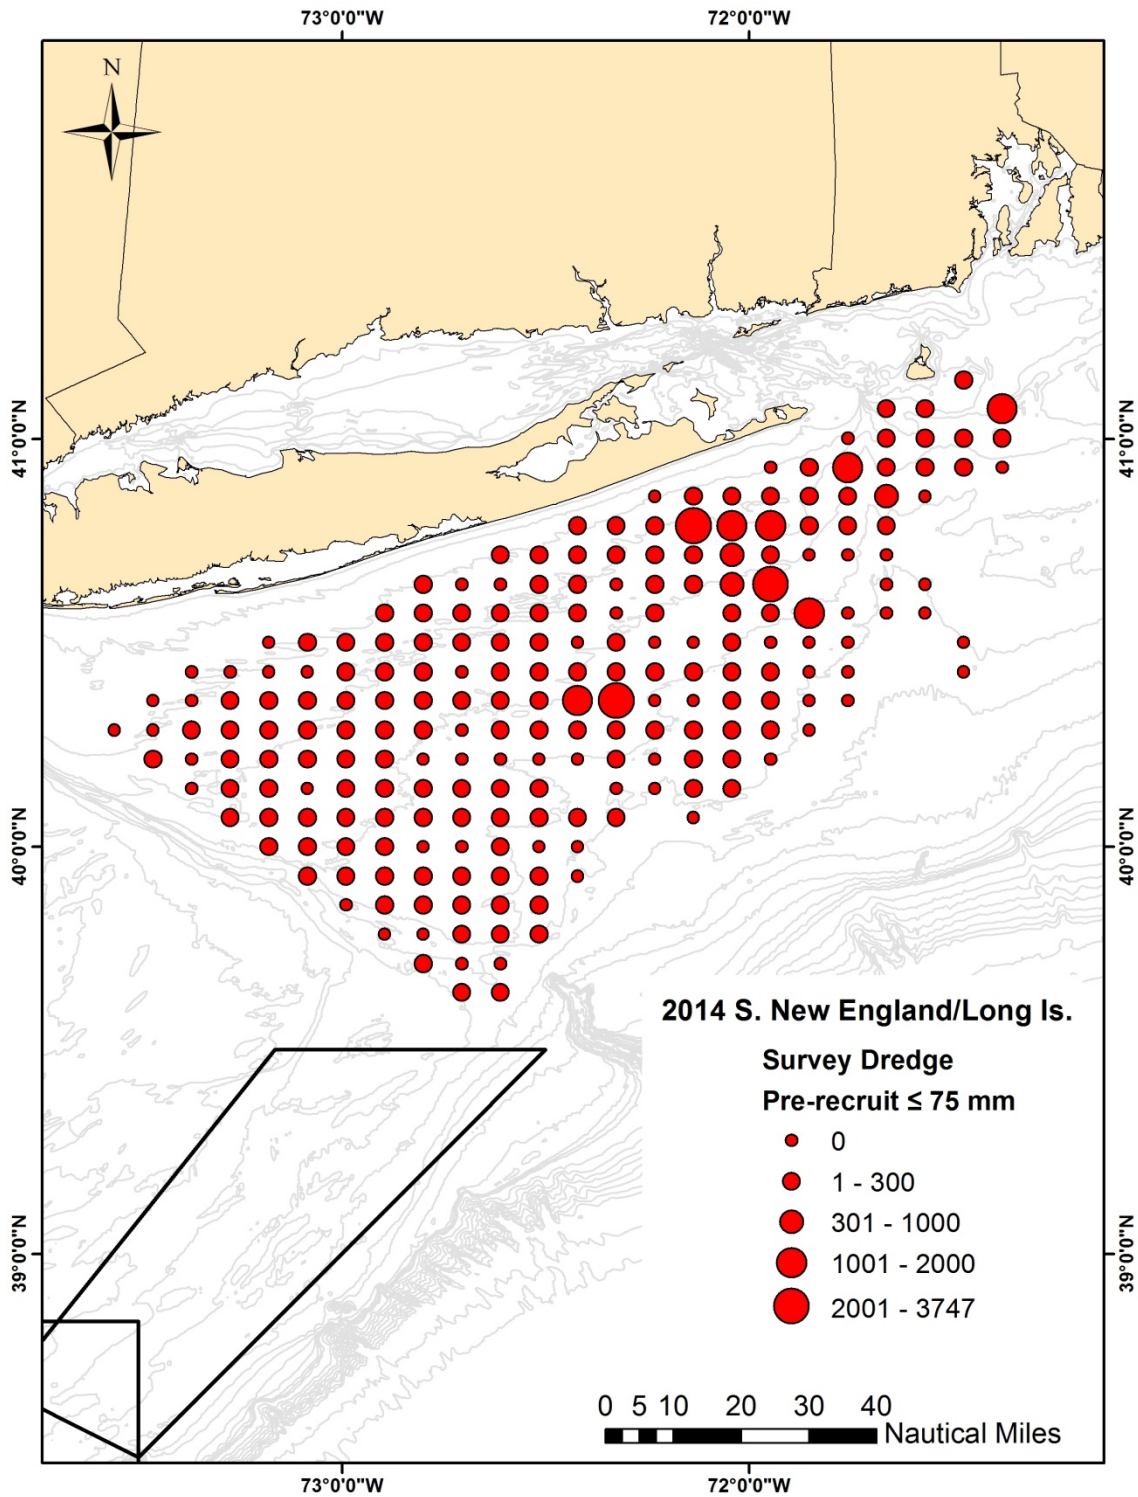 73°0'0"W 72°0'0"W
N
41°0'0"N 41°0'0"N
40°0'0"N 40°0'0"N
2014 S. New England/Long Is.
Survey Dredge
Pre-recruit ≤ 75 mm
0
1 - 300
301 - 1000
1001 - 2000
2001 - 3747
39°0'0"N 39°0'0"N
0 5 10 20 30 40
Nautical Miles
73°0'0"W 72°0'0"W